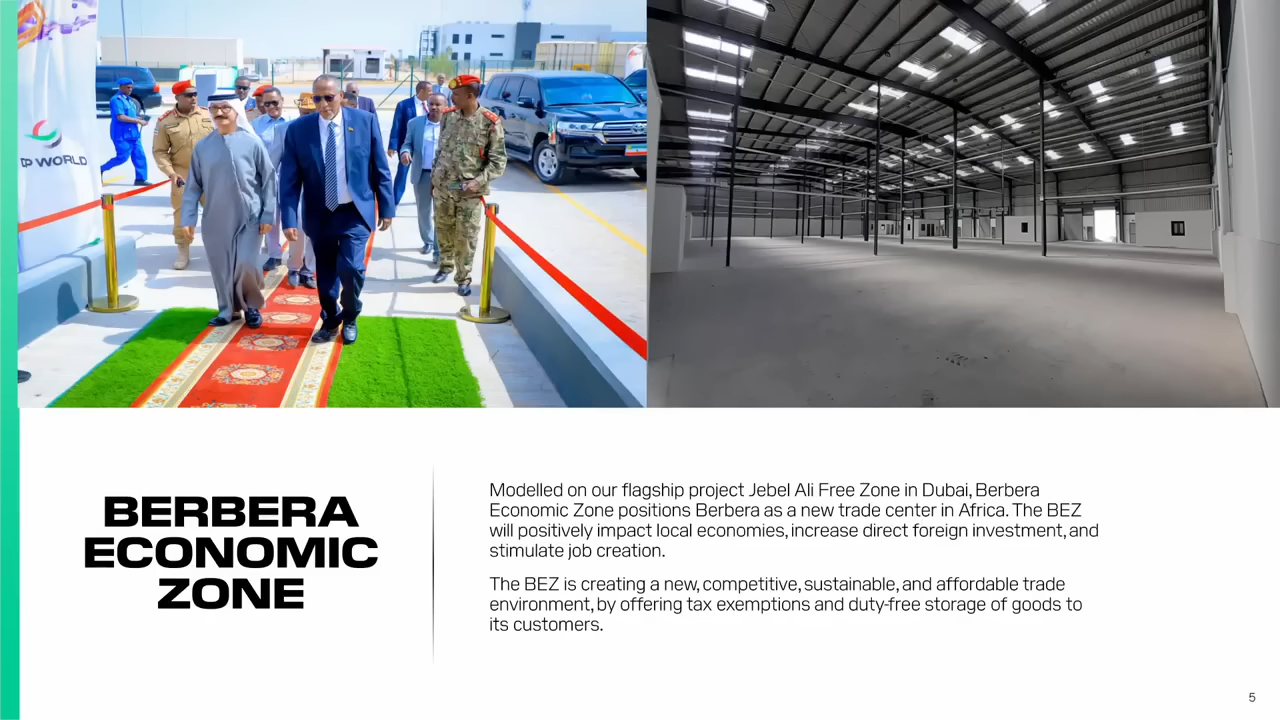 DP WORLD
BERBERA
ECONOMIC
ZONE
Modelled on our flagship project Jebel Ali Free Zone in Dubai, Berbera
Economic Zone positions Berbera as a new trade center in Africa. The BEZ
will positively impact local economies, increase direct foreign investment, and
stimulate job creation.
The BEZ is creating a new, competitive, sustainable, and affordable trade
environment, by offering tax exemptions and duty-free storage of goods to
its customers.
5